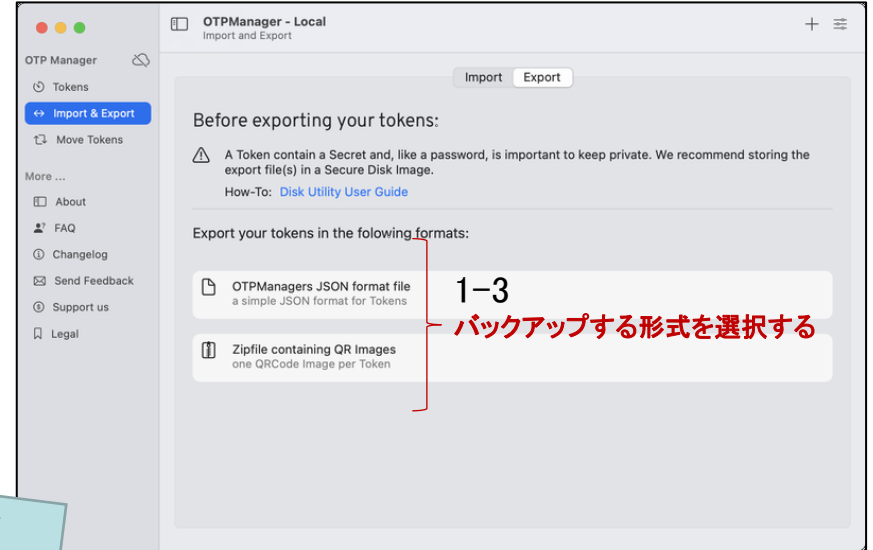 OTPManager - Local
Import and Export
OTP Manager
Tokens
Import & Export
Move Tokens
More ...
About
FAQ
Changelog
Send Feedback
Support us
Legal
Import Export
Before exporting your tokens:
A Token contain a Secret and, like a password, is important to keep private. We recommend storing the
export file(s) in a Secure Disk Image.
How-To: Disk Utility User Guide
Export your tokens in the folowing formats:
OTPManagers JSON format file
a simple JSON format for Tokens
Zipfile containing QR Images
one QRCode Image per Token
1-3
バックアップする形式を選択する